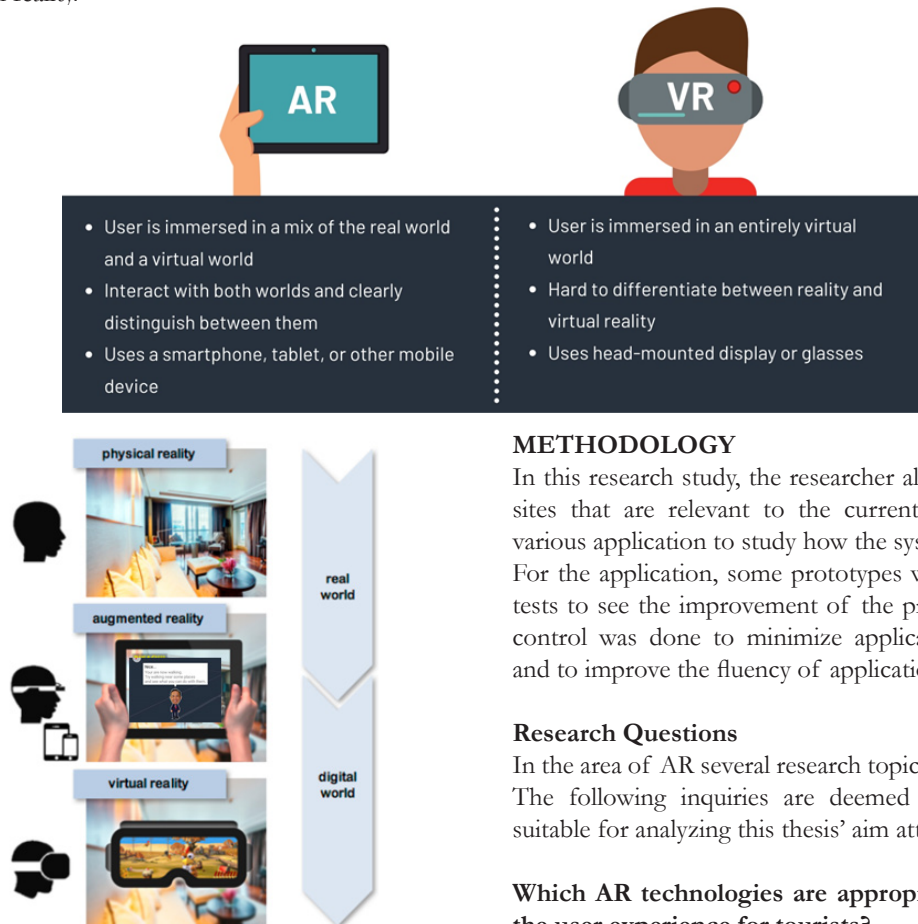 AR
VR
• User is immersed in a mix of the real world
and a virtual world
• Interact with both worlds and clearly
distinguish between them
• Uses a smartphone, tablet, or other mobile
device
• User is immersed in an entirely virtual
world
• Hard to differentiate between reality and
virtual reality
• Uses head-mounted display or glasses
physical reality
real
world
augmented reality
digital
world
virtual reality
METHODOLOGY
In this research study, the researcher al
sites that are relevant to the current
various application to study how the sys
For the application, some prototypes w
tests to see the improvement of the pr
control was done to minimize applica
and to improve the fluency of application
Research Questions
In the area of AR several research topic
The following inquiries are deemed
suitable for analyzing this thesis' aim att
Which AR technologies are approp
the user experience for tourists?